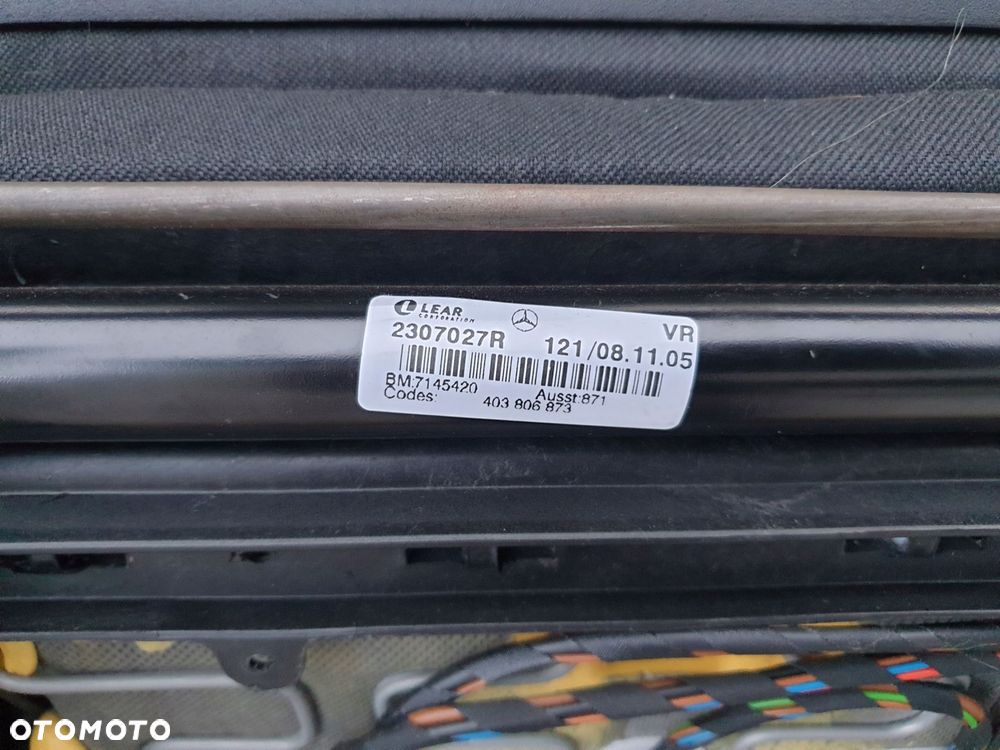 LEAR
CORPORATION
VR
2307027R 121/08.11.05
BM:7145420 Ausst:871
Codes: 403 806 873
OTOMOTO